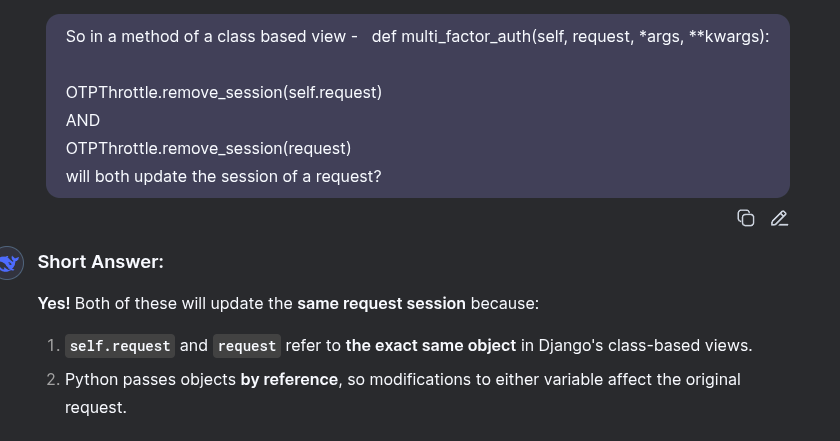 So in a method of a class based view -   def multi_factor_auth(self, request, *args, **kwargs):
OTPThrottle.remove_session(self.request)
AND
OTPThrottle.remove_session(request)
will both update the session of a request?
Short Answer:
Yes! Both of these will update the same request session because:
1. self.request and request refer to the exact same object in Django's class-based views.
2. Python passes objects by reference, so modifications to either variable affect the original
request.